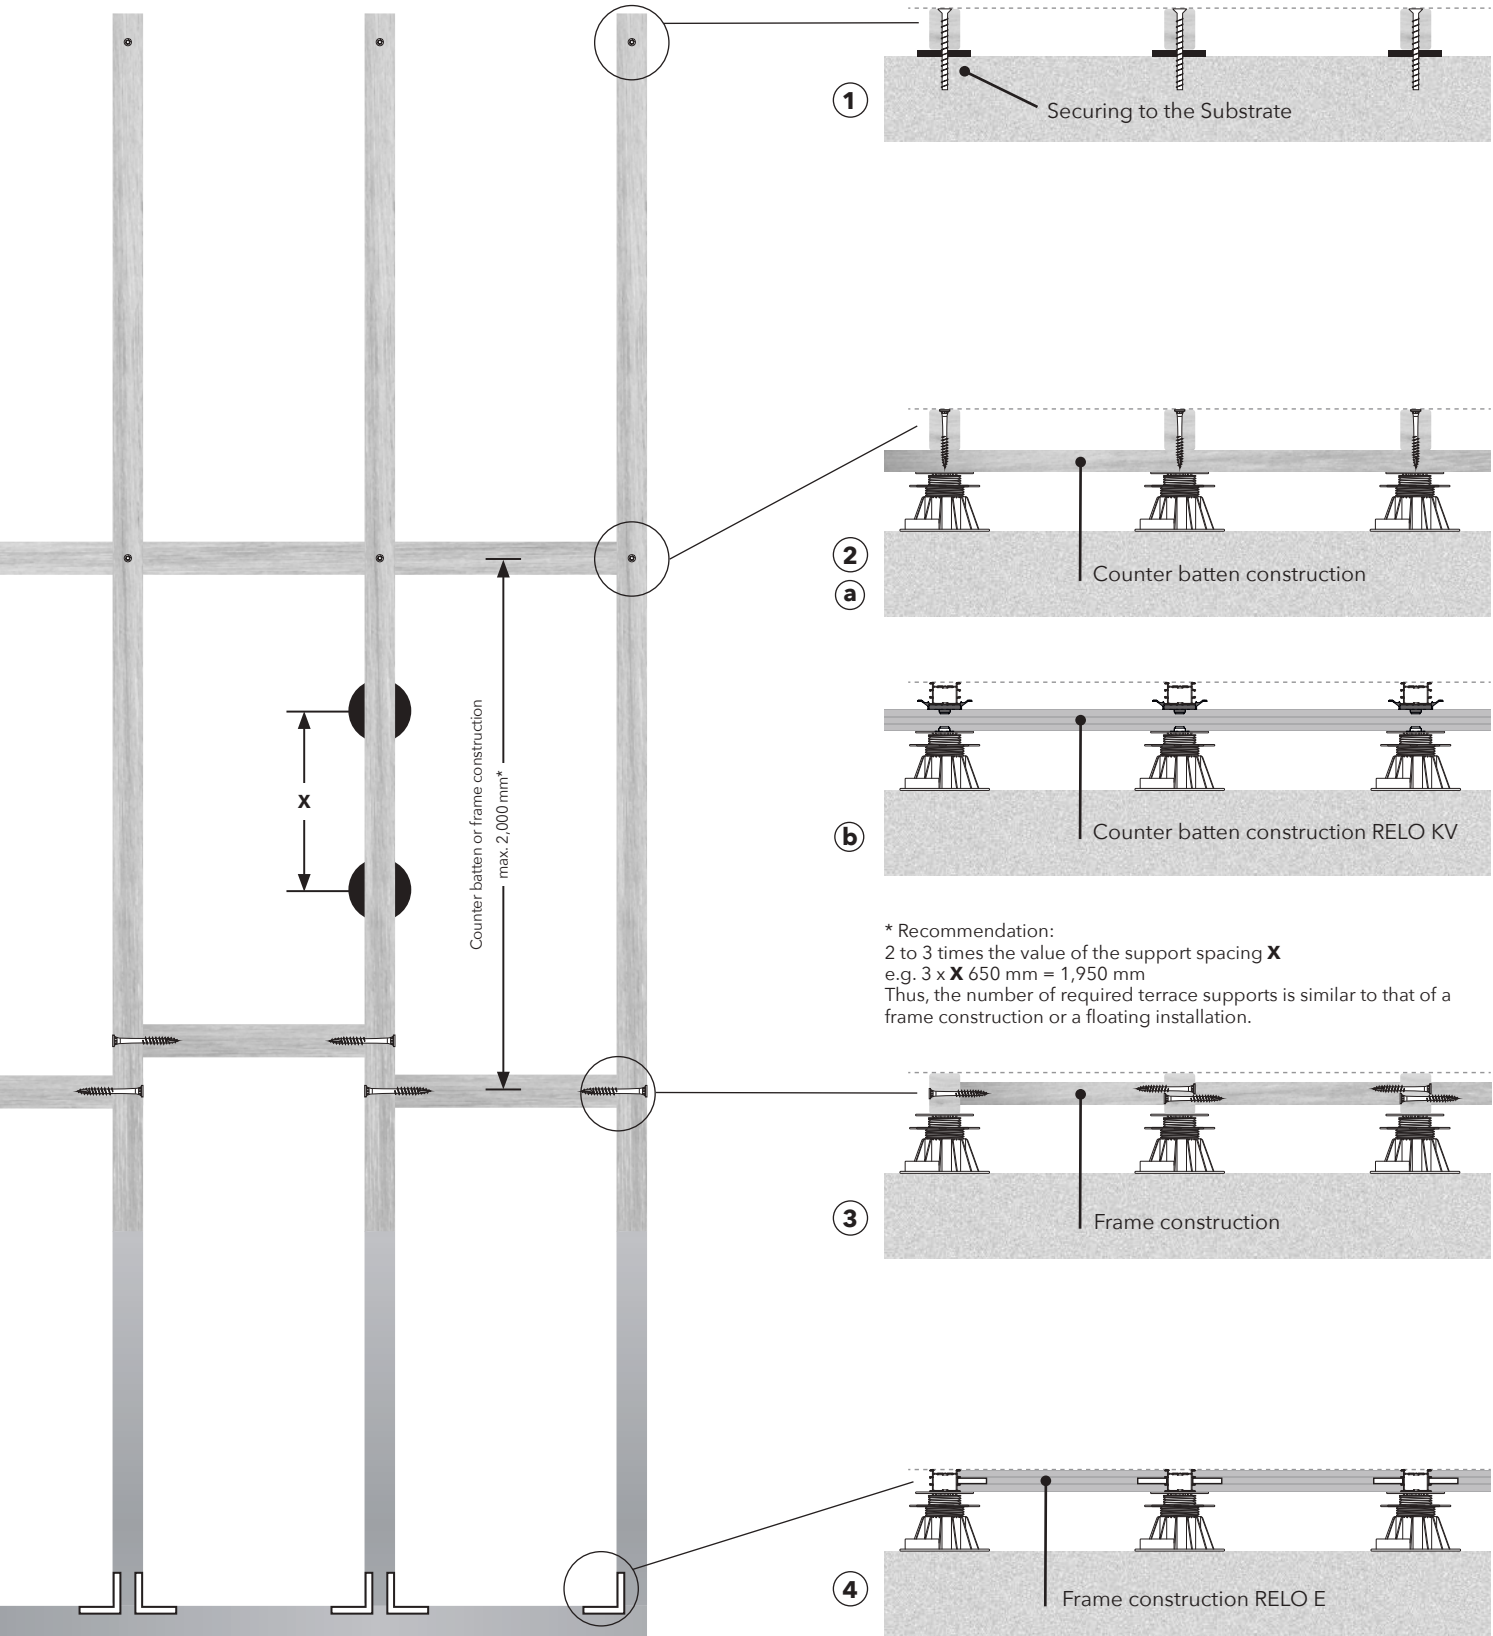 1
Securing to the Substrate
2
a
Counter batten construction
X
Counter batten or frame construction
max. 2,000 mm*
b
Counter batten construction RELO KV
* Recommendation:
2 to 3 times the value of the support spacing X
e.g. 3 x X 650 mm = 1,950 mm
Thus, the number of required terrace supports is similar to that of a
frame construction or a floating installation.
3
Frame construction
4
Frame construction RELO E